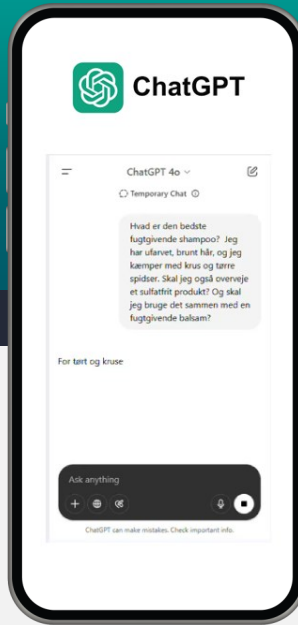 ChatGPT
ChatGPT 4o
Temporary Chat
Hvad er den bedste
fugtgivende shampoo? Jeg
har ufarvet, brunt hår, og jeg
kæmper med krus og tørre
spidser. Skal jeg også overveje
et sulfatfrit produkt? Og skal
jeg bruge det sammen med en
fugtgivende balsam?
For tørt og kruse
Ask anything
ChatGPT can make mistakes. Check important info.